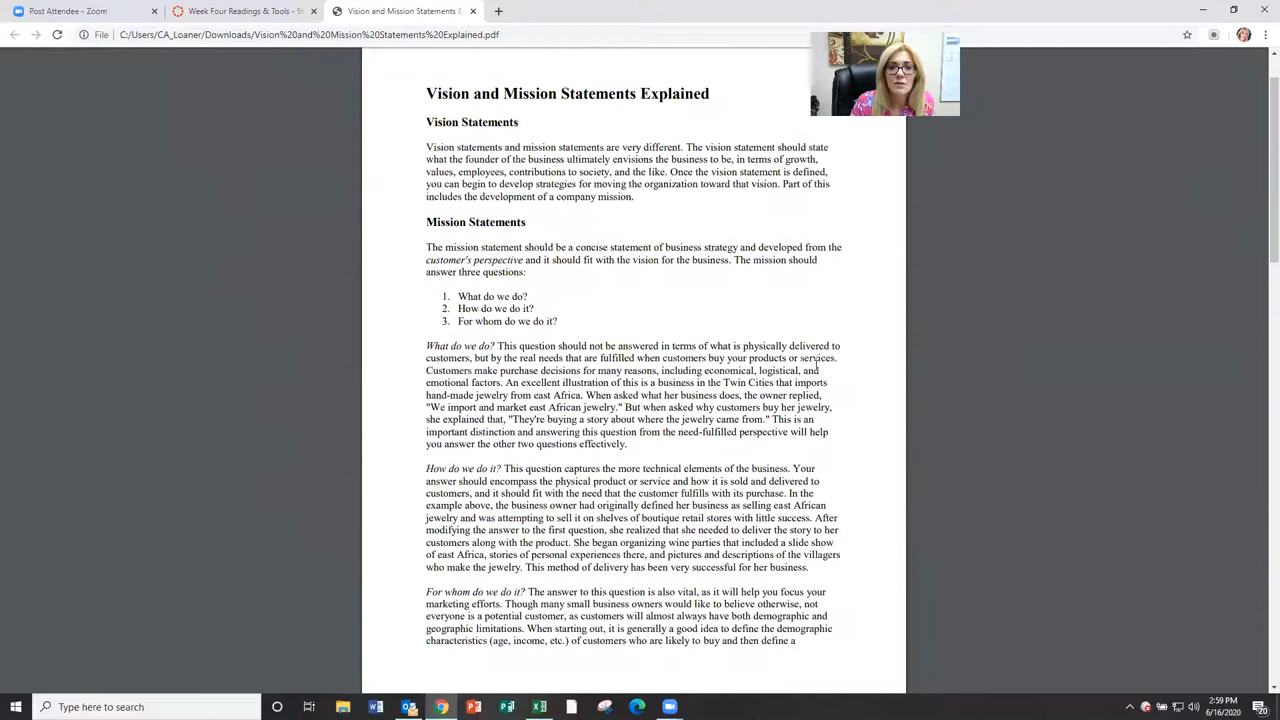 Post Attendee - Zoom
Week Four Readings & Tools - St
Vision and Mission Statements E
File
C:/Users/CA_Loaner/Downloads/Vision%20and%20Mission%20Statements%20Explained.pdf
Vision and Mission Statements Explained
Vision Statements
Vision statements and mission statements are very different. The vision statement should state
what the founder of the business ultimately envisions the business to be, in terms of growth,
values, employees, contributions to society, and the like. Once the vision statement is defined,
you can begin to develop strategies for moving the organization toward that vision. Part of this
includes the development of a company mission.
Mission Statements
The mission statement should be a concise statement of business strategy and developed from the
customer's perspective and it should fit with the vision for the business. The mission should
answer three questions:
1. What do we do?
2. How do we do it?
3. For whom do we do it?
What do we do? This question should not be answered in terms of what is physically delivered to
customers, but by the real needs that are fulfilled when customers buy your products or services.
Customers make purchase decisions for many reasons, including economical, logistical, and
emotional factors. An excellent illustration of this is a business in the Twin Cities that imports
hand-made jewelry from east Africa. When asked what her business does, the owner replied,
"We import and market east African jewelry." But when asked why customers buy her jewelry,
she explained that, "They're buying a story about where the jewelry came from." This is an
important distinction and answering this question from the need-fulfilled perspective will help
you answer the other two questions effectively.
How do we do it? This question captures the more technical elements of the business. Your
answer should encompass the physical product or service and how it is sold and delivered to
customers, and it should fit with the need that the customer fulfills with its purchase. In the
example above, the business owner had originally defined her business as selling east African
jewelry and was attempting to sell it on shelves of boutique retail stores with little success. After
modifying the answer to the first question, she realized that she needed to deliver the story to her
customers along with the product. She began organizing wine parties that included a slide show
of east Africa, stories of personal experiences there, and pictures and descriptions of the villagers
who make the jewelry. This method of delivery has been very successful for her business.
For whom do we do it? The answer to this question is also vital, as it will help you focus your
marketing efforts. Though many small business owners would like to believe otherwise, not
everyone is a potential customer, as customers will almost always have both demographic and
geographic limitations. When starting out, it is generally a good idea to define the demographic
characteristics (age, income, etc.) of customers who are likely to buy and then define a
Type here to search
2:59 PM
6/16/2020
20